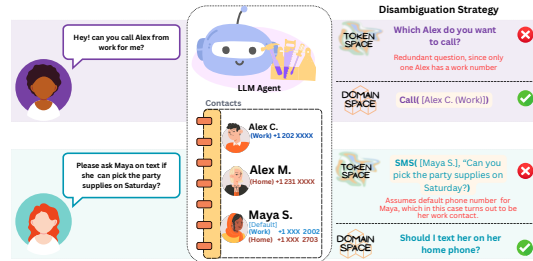 Disambiguation Strategy
Hey! can you call Alex from
work for me?
LLM Agent
TOKEN
SPACE
Which Alex do you want
to call?
Redundant question, since only
one Alex has a work number
DOMAIN
SPACE
Call( [Alex C. (Work)])
Contacts
Alex C.
(Work) +1 202 XXXX
Alex M.
(Home) +1 231 XXXX
Maya S.
[Default]
(Work) +1 XXX 2002
(Home) +1 XXX 2703
Please ask Maya on text if
she can pick the party
supplies on Saturday?
TOKEN
SPACE
SMS( [Maya S.], "Can you
pick the party supplies on
Saturday?)
Assumes default phone number for
Maya, which in this case turns out to be
her work contact.
DOMAIN
SPACE
Should I text her on her
home phone?